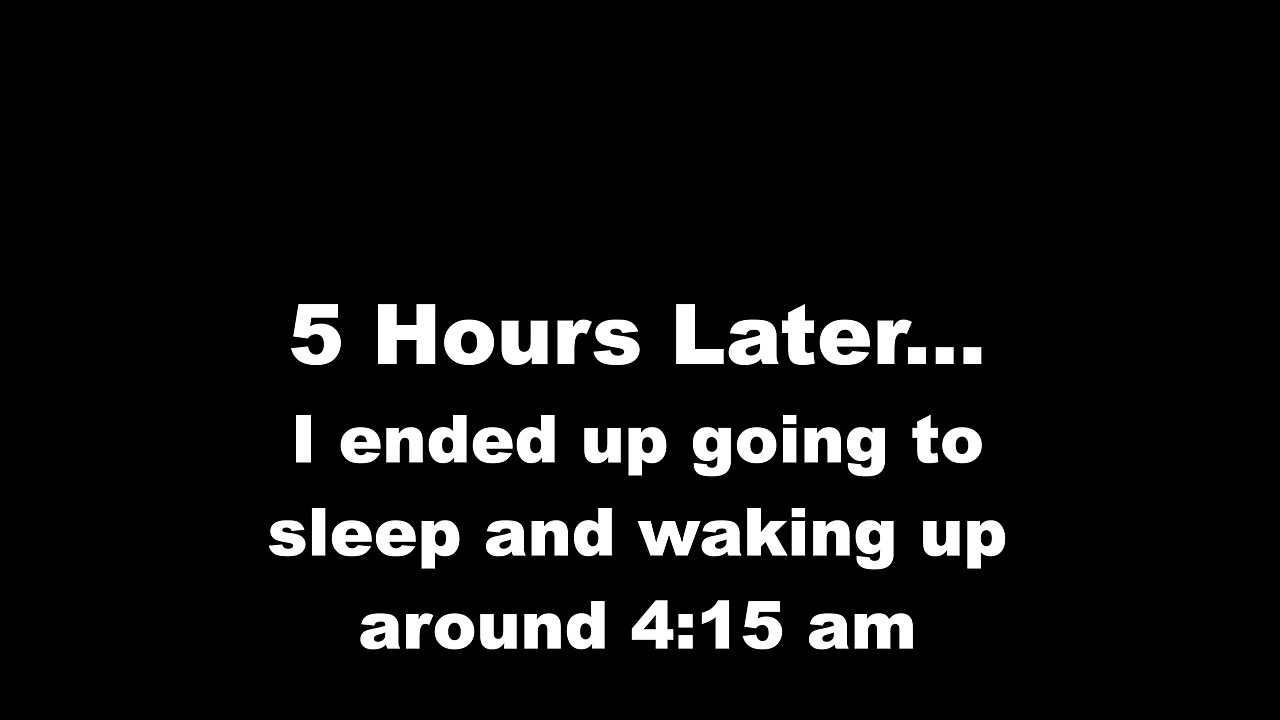 5 Hours Later...
I ended up going to
sleep and waking up
around 4:15 am